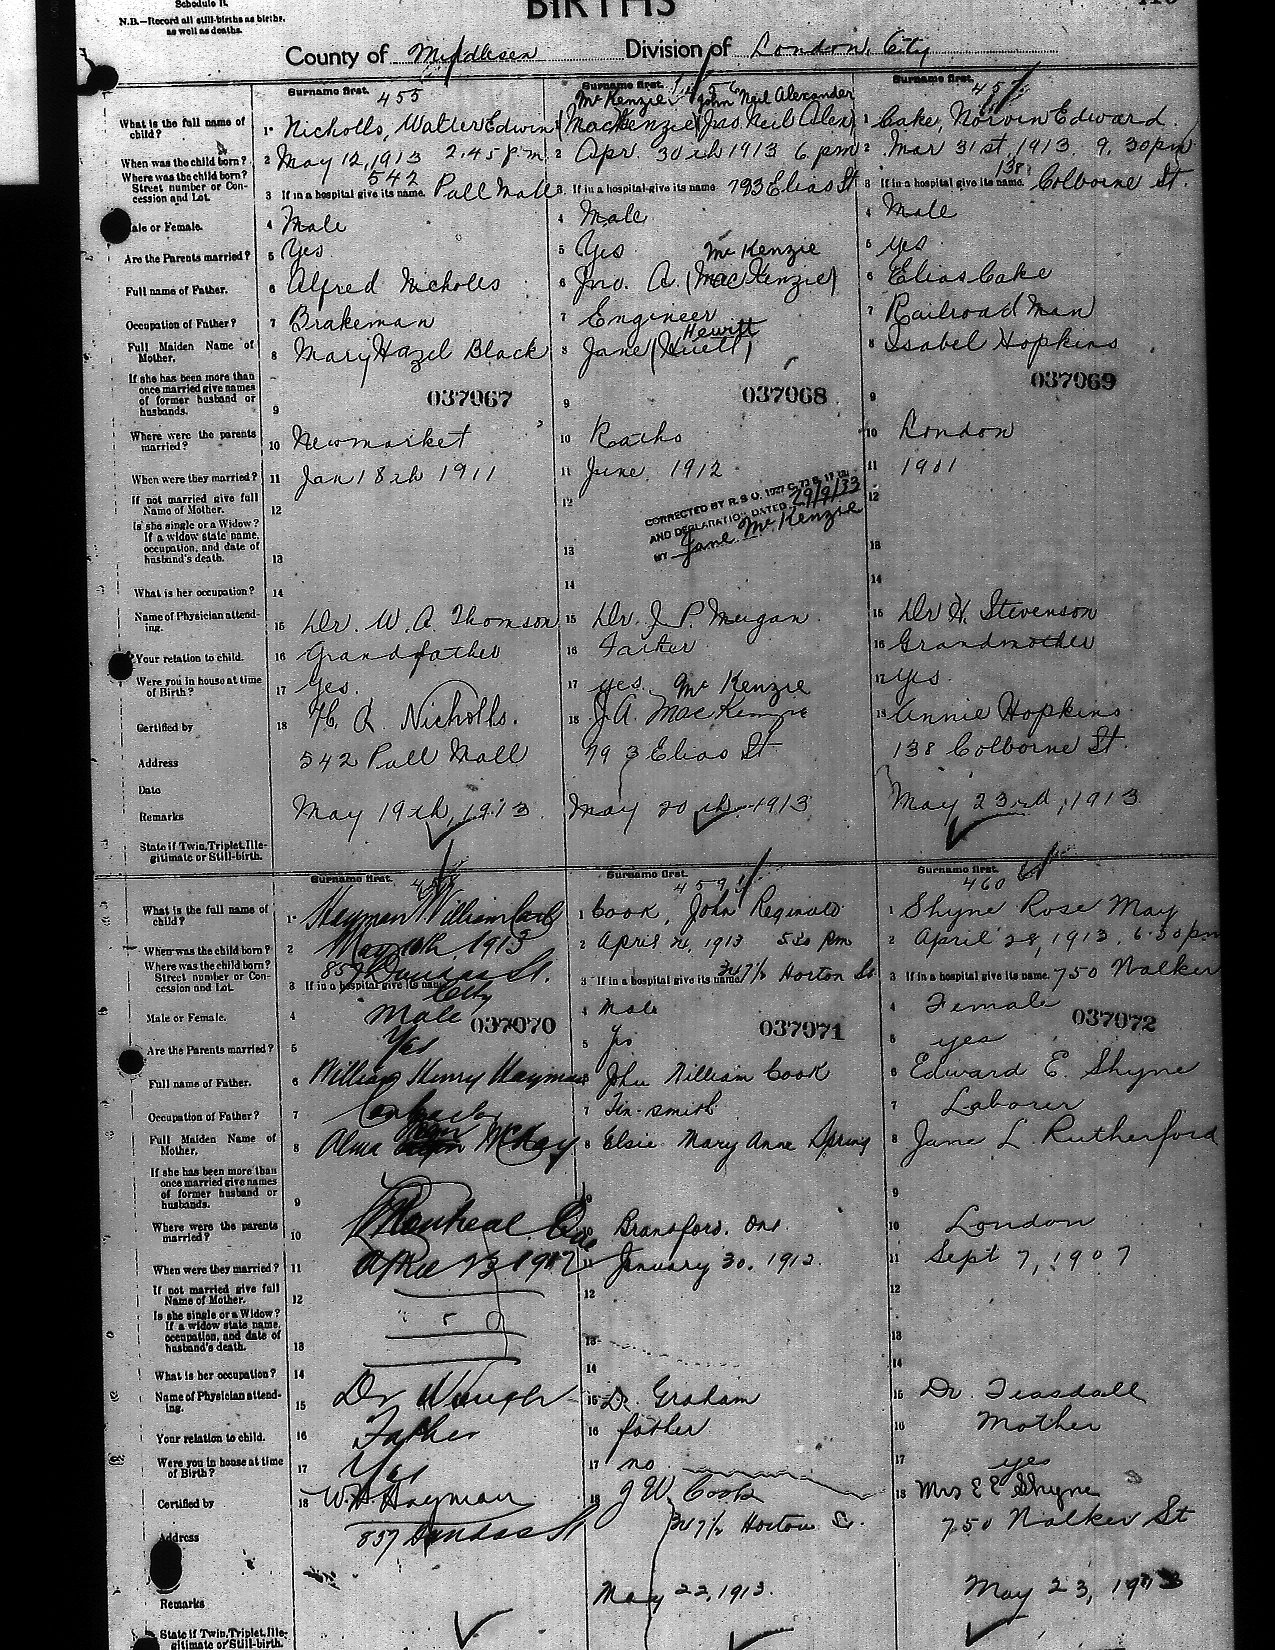 Schedule B.
N.B.—Record all still-births as births.
as well as deaths.
BIRTHS
County of Middlesex Division of London, City
Surname first.
455
What is the full name of child?
1 Nicholls, Walter Edwin
When was the child born?
2 May 12, 1913 2.45 p.m.
Where was the child born? Street number or Concession and Lot.
3 If in a hospital give its name. 542 Pall Mall
Male or Female.
4 Male
Are the Parents married?
5 Yes
Full name of Father.
6 Alfred Nicholls
Occupation of Father?
7 Brakeman
Full Maiden Name of Mother.
8 Mary Hazel Black
If she has been more than once married give names of former husband or husbands.
9
037067
Where were the parents married?
10 Newmarket
When were they married?
11 Jan 18th 1911
If not married give full Name of Mother.
12
Is she single or a Widow? If a widow state name, occupation, and date of husband's death.
13
What is her occupation?
14
Name of Physician attending.
15 Dr. W. A. Thomson
Your relation to child.
16 Grandfather
Were you in house at time of Birth?
17 Yes.
Certified by
18 Nicholls.
Address
542 Pall Mall
Date
Remarks
May 19th, 1913
State if Twin, Triplet, Illegitimate or Still-birth.
Surname first.
456
McKenzie John Neil Alexander
1 (MacKenzie) (Jno. Neil Alex)
2 Apr. 30th 1913 6 pm
3 If in a hospital give its name 793 Elias St
4 Male
5 Yes
McKenzie
6 Jno. A. (MacKenzie)
7 Engineer
Hewitt
8 Jane (Huett)
037068
9
10 Ratho
11 June. 1912
12
CORRECTED BY R.S.O. 1927 C.
AND DECLARATION DATED 29/9/33
BY Jane McKenzie
13
14
15 Dr. J. P. Meigan
16 Father
17 yes.
McKenzie
18 J. A. MacKenzie
793 Elias St
May 20th 1913
Surname first.
457
1 Cake, Norvin Edward
2 Mar 31st, 1913. 9.30 pm
3 If in a hospital give its name. 138 Colborne St.
4 Male
5 yes
6 Elias Cake
7 Railroad Man
8 Isabel Hopkins
037069
9
10 London
11 1901
12
13
14
15 Dr H. Stevenson
16 Grandmother
17 yes.
18 Annie Hopkins
138 Colborne St.
May 23rd, 1913
Surname first.
458
What is the full name of child?
1 Hayman William Carl
When was the child born?
2 May 1913
Where was the child born? Street number or Concession and Lot.
3 If in a hospital give its name 857 Dundas St. City
Male or Female.
4 Male
037070
Are the Parents married?
5 Yes
Full name of Father.
6 William Henry Hayman
Occupation of Father?
7 Contractor
Full Maiden Name of Mother.
8 Alma McKay
If she has been more than once married give names of former husband or husbands.
9
Where were the parents married?
10 Montreal. Que
When were they married?
11
If not married give full Name of Mother.
12
Is she single or a Widow? If a widow state name, occupation, and date of husband's death.
13
What is her occupation?
14
Name of Physician attending.
15 Dr Waugh
Your relation to child.
16 Father
Were you in house at time of Birth?
17 Yes
Certified by
18 W. H. Hayman
Address
857 Dundas St
Remarks
State if Twin, Triplet, Illegitimate or Still-birth.
Surname first.
459
1 Cook, John Reginald
2 April 1913 5.30 pm
3 If in a hospital give its name 347½ Horton St.
4 Male
037071
5 Yes
6 John William Cook
7 Tin-smith
8 Elsie Mary Anne Spring
9
10 Brantford. Ont.
11 January 30. 1912.
12
13
14
15 Dr. Graham
16 father
17 no
18 J W. Cook
347½ Horton St.
May 22, 1913.
Surname first.
460
1 Shyne Rose May
2 April 28, 1913. 6.30 pm
3 If in a hospital give its name. 750 Walker
4 Female
037072
5 yes
6 Edward E. Shyne
7 Laborer
8 Jane L. Rutherford
9
10 London
11 Sept 7, 1907
12
13
14
15 Dr. Teasdall
16 Mother
17 yes
18 Mrs E E Shyne
750 Walker St
May 23, 1913